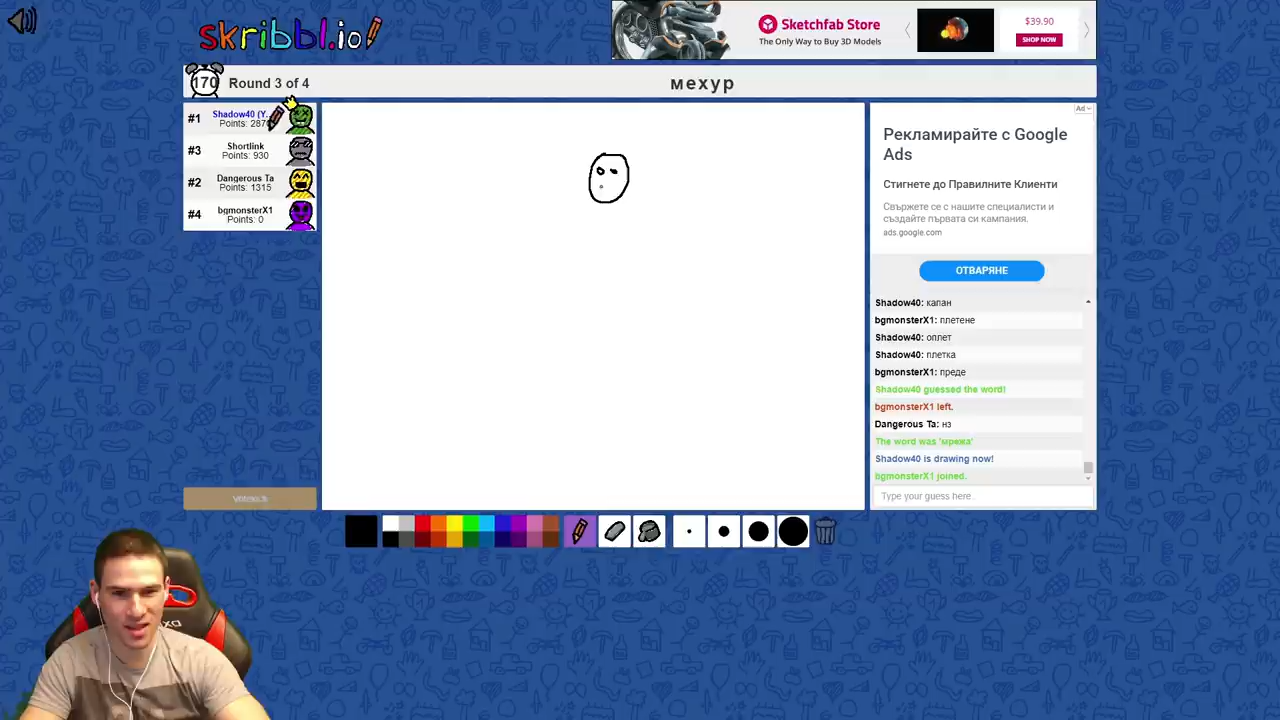 skribbl.io
Sketchfab Store
The Only Way to Buy 3D Models
$39.90
SHOP NOW
170
Round 3 of 4
мехур
#1
Shadow40 (Y...
Points: 287
#3
Shortlink
Points: 930
#2
Dangerous Ta
Points: 1315
#4
bgmonsterX1
Points: 0
Ad
Рекламирайте с Google
Ads
Стигнете до Правилните Клиенти
Свържете се с нашите специалисти и
създайте първата си кампания.
ads.google.com
ОТВАРЯНЕ
Shadow40: капан
bgmonsterX1: плетене
Shadow40: оплет
Shadow40: плетка
bgmonsterX1: преде
Shadow40 guessed the word!
bgmonsterX1 left.
Dangerous Ta: нз
The word was 'мрежа'
Shadow40 is drawing now!
bgmonsterX1 joined.
Type your guess here